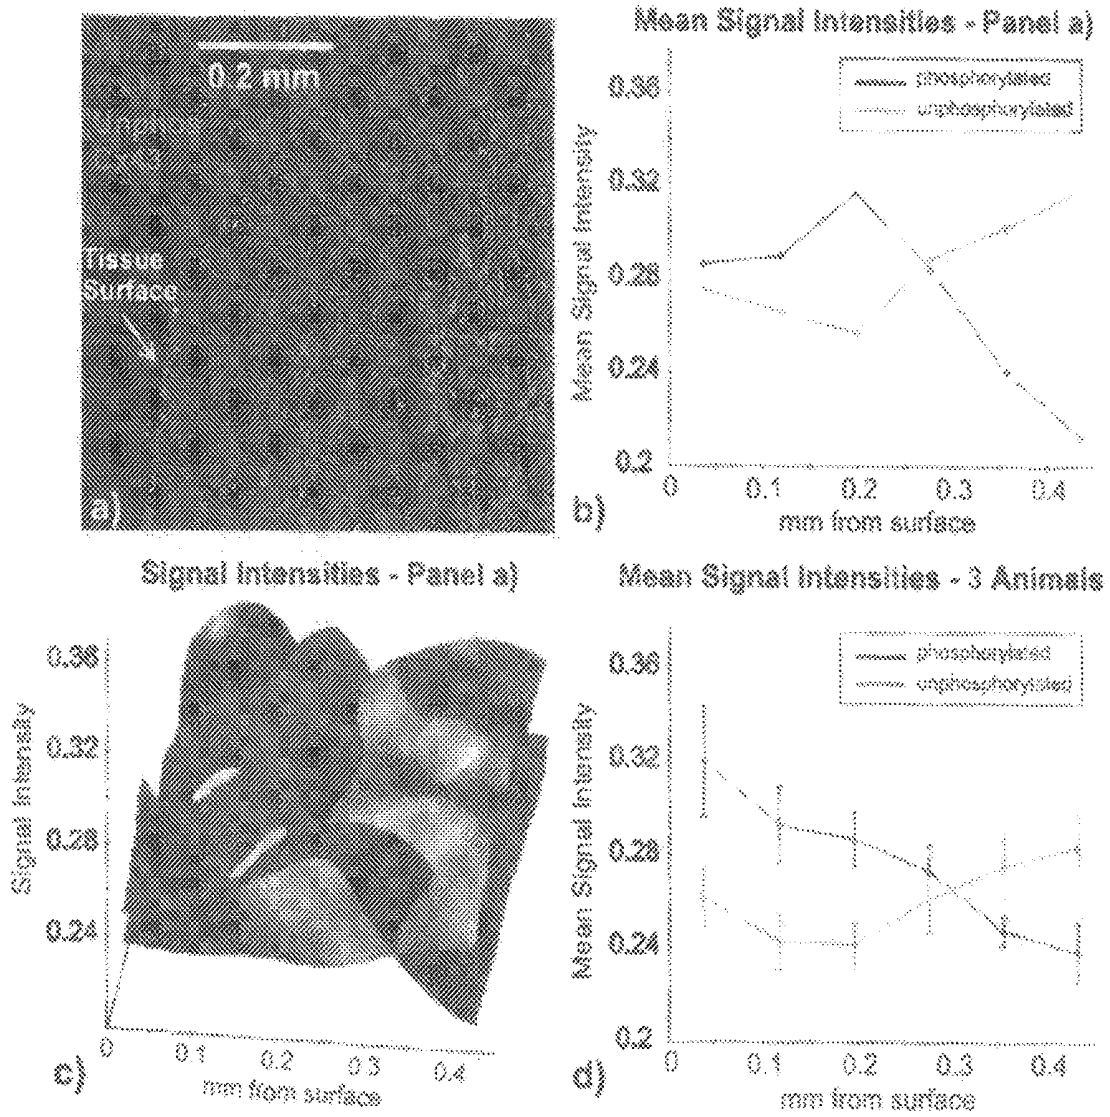 0.2 mm
Tissue
Surface
a)
Mean Signal Intensities - Panel a)
phosphorylated
unphosphorylated
Mean Signal Intensity
0.36
0.32
0.28
0.24
0.2
0 0.1 0.2 0.3 0.4
mm from surface
b)
Signal Intensities - Panel a)
Signal Intensity
0.36
0.32
0.28
0.24
0 0.1 0.2 0.3 0.4
mm from surface
c)
Mean Signal Intensities - 3 Animals
phosphorylated
unphosphorylated
Mean Signal Intensity
0.36
0.32
0.28
0.24
0.2
0 0.1 0.2 0.3 0.4
mm from surface
d)